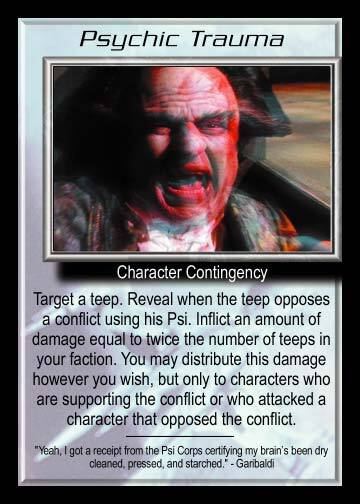 Psychic Trauma
Character Contingency
Target a teep. Reveal when the teep opposes
a conflict using his Psi. Inflict an amount of
damage equal to twice the number of teeps in
your faction. You may distribute this damage
however you wish, but only to characters who
are supporting the conflict or who attacked a
character that opposed the conflict.
"Yeah, I got a receipt from the Psi Corps certifying my brain's been dry
cleaned, pressed, and starched." - Garibaldi